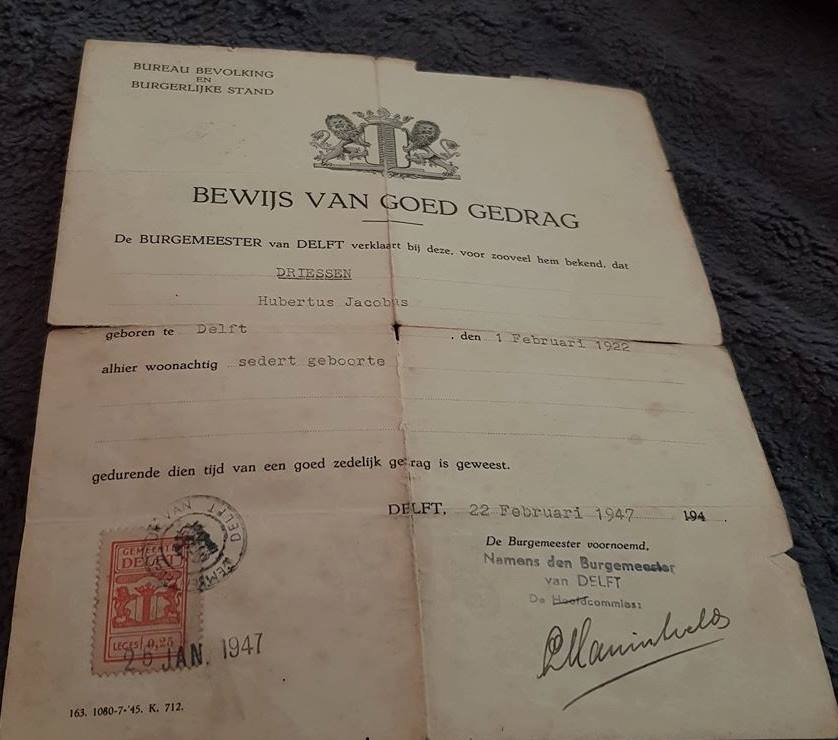 BUREAU BEVOLKING
EN
BURGERLIJKE STAND
BEWIJS VAN GOED GEDRAG
De BURGEMEESTER van DELFT verklaart bij deze, voor zooveel hem bekend, dat
DRIESSEN
Hubertus Jacobus
geboren te Delft , den 1 Februari 1922
alhier woonachtig sedert geboorte
gedurende dien tijd van een goed zedelijk gedrag is geweest.
DELFT, 22 Februari 1947 194 .
De Burgemeester voornoemd,
Namens den Burgemeester
van DELFT
De Hoofdcommies:
VAN DELFT
GEMEENTE
DELFT
LEGES 0,25
25 JAN. 1947
163. 1080-7-'45. K. 712.